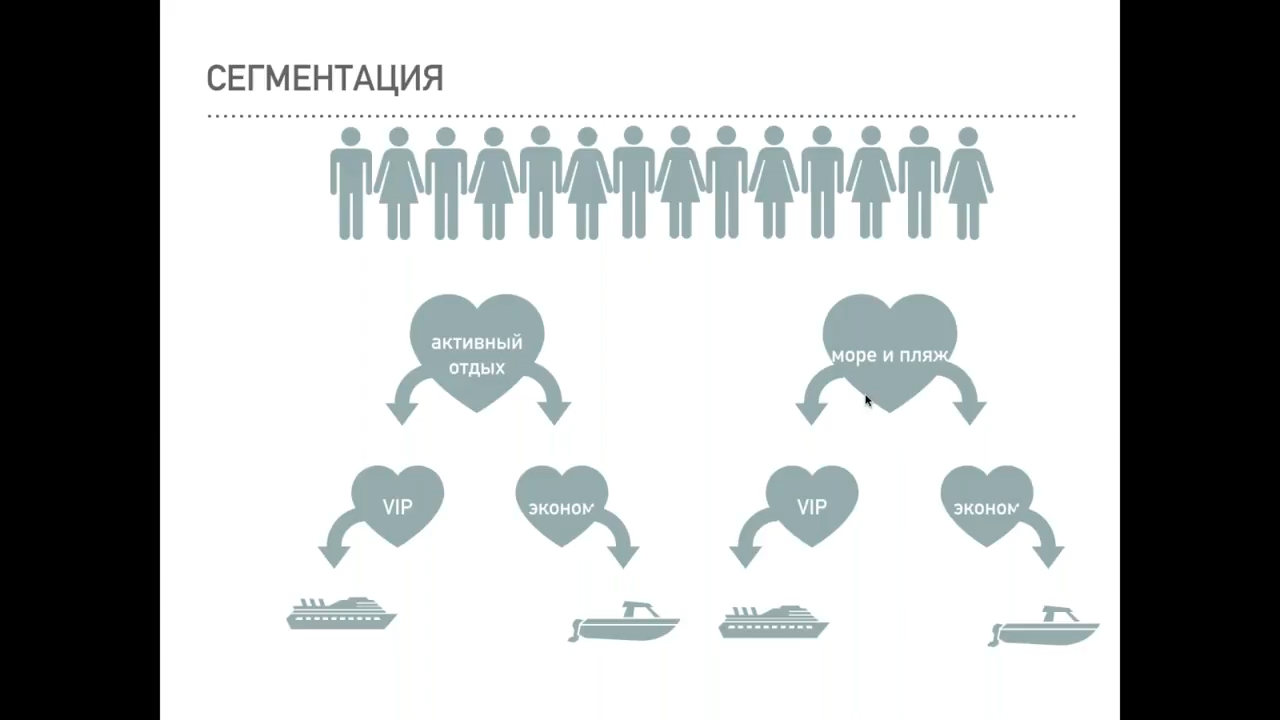 СЕГМЕНТАЦИЯ
активный
отдых
море и пляж
VIP
эконом
VIP
эконом